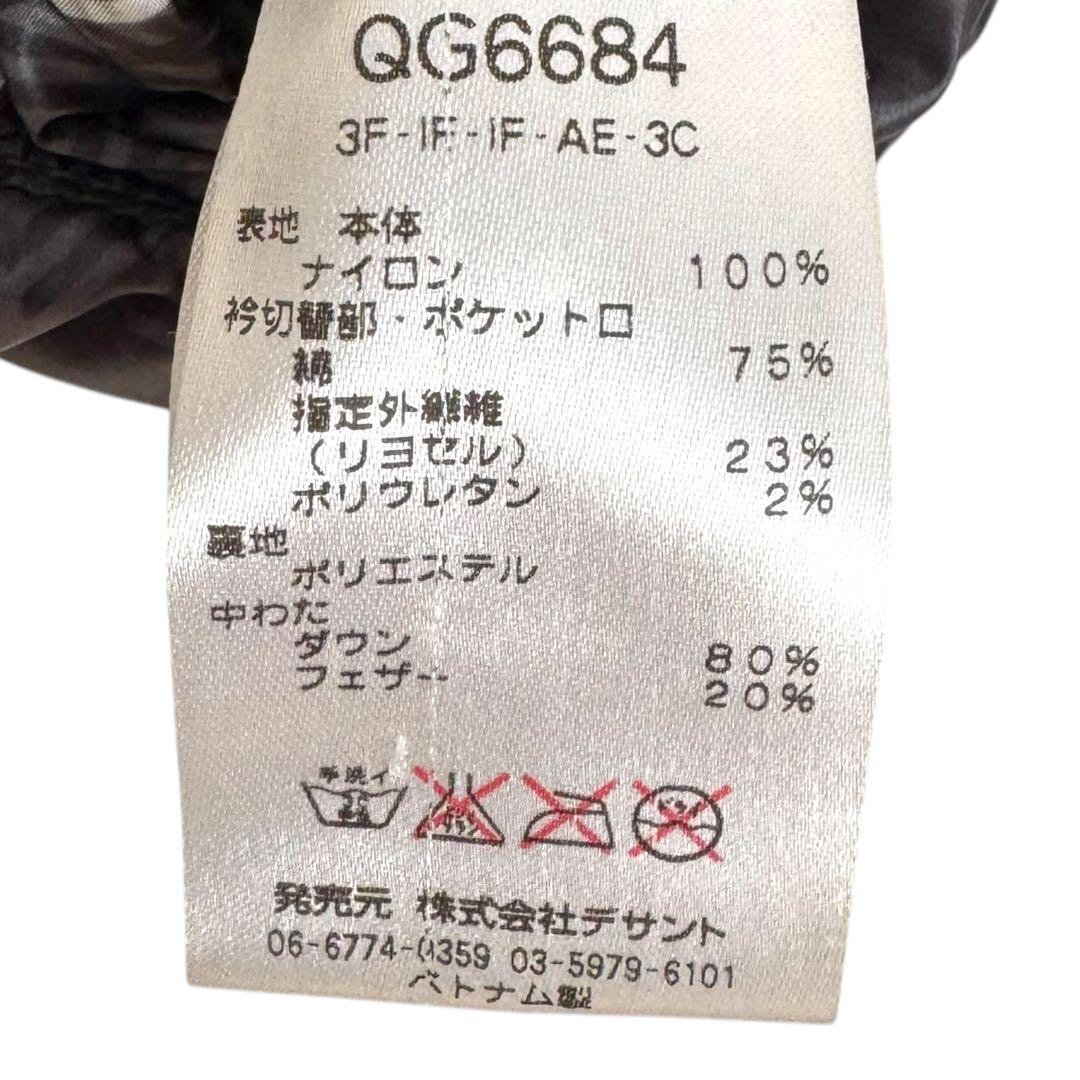 QG6684
3F-IF-IF-AE-3C
表地 本体
ナイロン 100%
衿切替部・ポケット口
綿 75%
指定外繊維
(リヨセル) 23%
ポリウレタン 2%
裏地
ポリエステル
中わた
ダウン 80%
フェザー 20%
手洗イ
発売元 株式会社デサント
06-6774-0359 03-5979-6101
ベトナム製